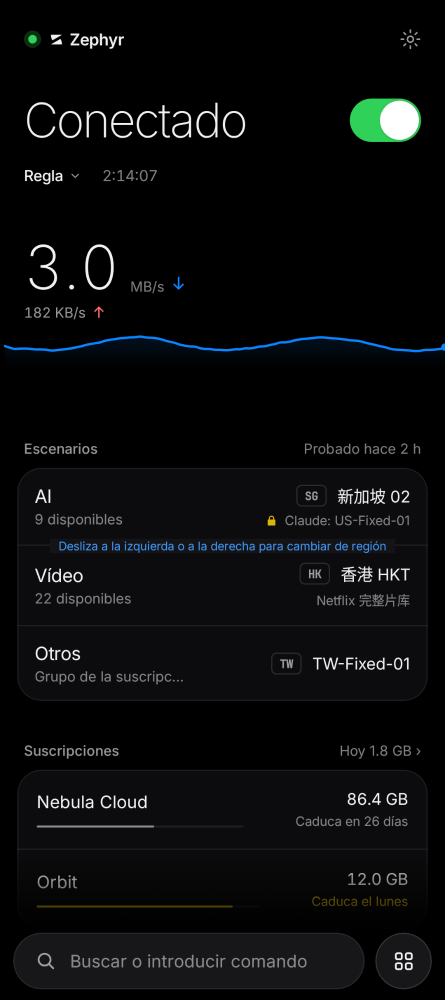 Zephyr
Conectado
Regla 2:14:07
3.0 MB/s ↓
182 KB/s ↑
Escenarios Probado hace 2 h
AI SG 新加坡 02
9 disponibles Claude: US-Fixed-01
Desliza a la izquierda o a la derecha para cambiar de región
Vídeo HK 香港 HKT
22 disponibles Netflix 完整片库
Otros TW TW-Fixed-01
Grupo de la suscripc...
Suscripciones Hoy 1.8 GB ›
Nebula Cloud 86.4 GB
Caduca en 26 días
Orbit 12.0 GB
Caduca el lunes
Buscar o introducir comando